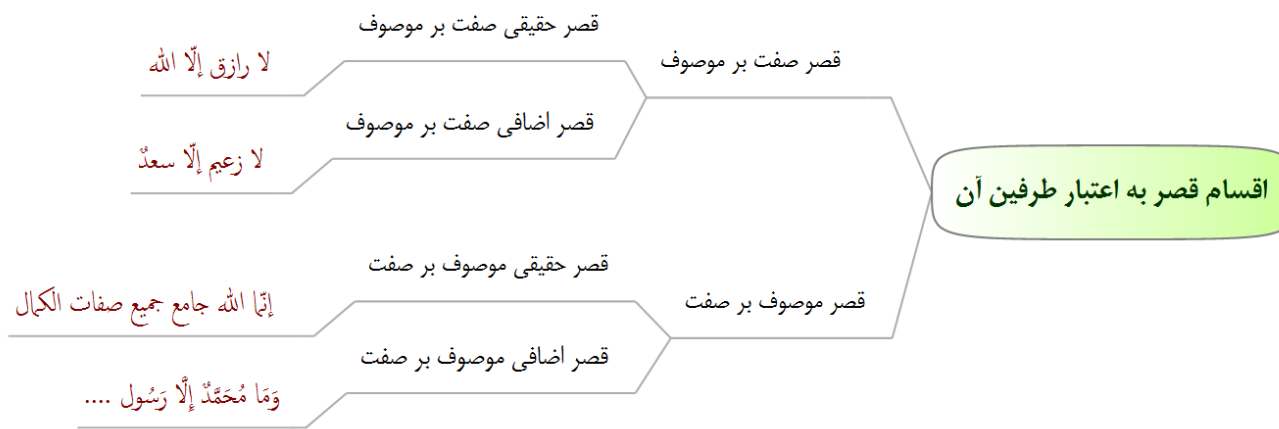 اقسام قصر به اعتبار طرفین آن
قصر صفت بر موصوف
قصر حقیقی صفت بر موصوف
لا رازق إلّا الله
قصر اضافی صفت بر موصوف
لا زعیم إلّا سعدٌ
قصر موصوف بر صفت
قصر حقیقی موصوف بر صفت
إنّما الله جامع جمیع صفات الکمال
قصر اضافی موصوف بر صفت
وَمَا مُحَمَّدٌ إِلَّا رَسُول ....